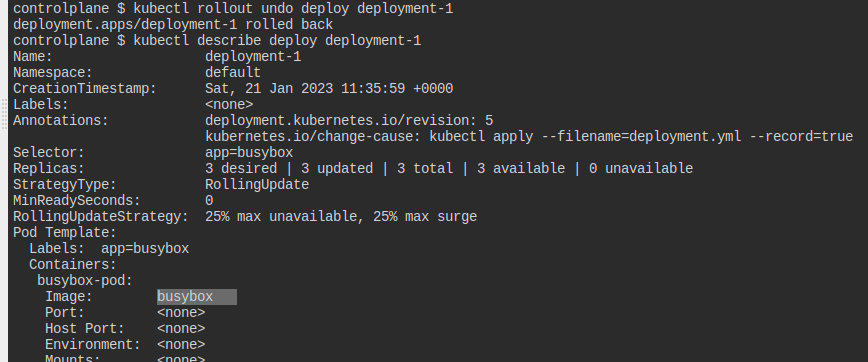 controlplane $ kubectl rollout undo deploy deployment-1
deployment.apps/deployment-1 rolled back
controlplane $ kubectl describe deploy deployment-1
Name:                   deployment-1
Namespace:              default
CreationTimestamp:      Sat, 21 Jan 2023 11:35:59 +0000
Labels:                 <none>
Annotations:            deployment.kubernetes.io/revision: 5
                        kubernetes.io/change-cause: kubectl apply --filename=deployment.yml --record=true
Selector:               app=busybox
Replicas:               3 desired | 3 updated | 3 total | 3 available | 0 unavailable
StrategyType:           RollingUpdate
MinReadySeconds:        0
RollingUpdateStrategy:  25% max unavailable, 25% max surge
Pod Template:
  Labels:  app=busybox
  Containers:
   busybox-pod:
    Image:        busybox
    Port:         <none>
    Host Port:    <none>
    Environment:  <none>
    Mounts:       <none>